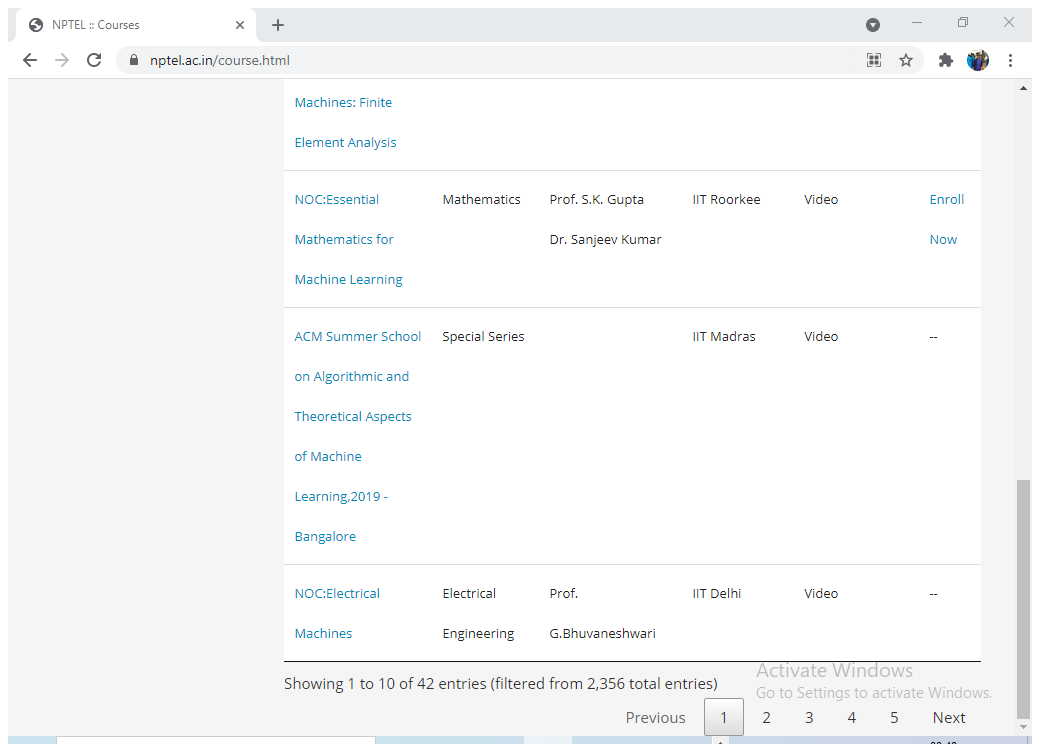 NPTEL :: Courses
nptel.ac.in/course.html
Machines: Finite
Element Analysis
NOC:Essential Mathematics Prof. S.K. Gupta IIT Roorkee Video Enroll
Mathematics for Dr. Sanjeev Kumar Now
Machine Learning
ACM Summer School Special Series IIT Madras Video --
on Algorithmic and
Theoretical Aspects
of Machine
Learning,2019 -
Bangalore
NOC:Electrical Electrical Prof. IIT Delhi Video --
Machines Engineering G.Bhuvaneshwari
Activate Windows
Showing 1 to 10 of 42 entries (filtered from 2,356 total entries)
Go to Settings to activate Windows.
Previous 1 2 3 4 5 Next